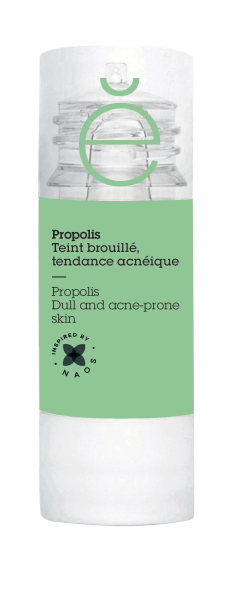 ĕ
Propolis
Teint brouillé,
tendance acnéique
—
Propolis
Dull and acne-prone
skin
INSPIRED BY
• NAOS •